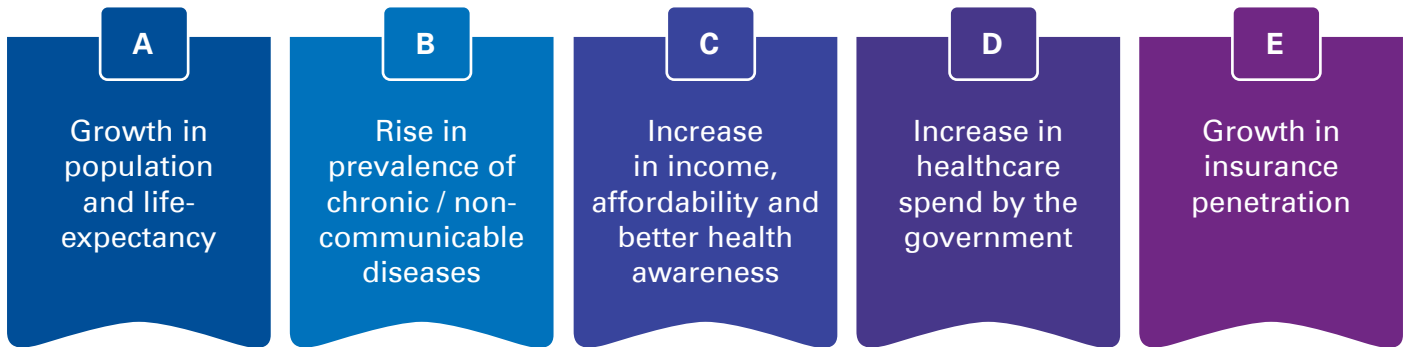 A
Growth in
population
and life-
expectancy
B
Rise in
prevalence of
chronic / non-
communicable
diseases
C
Increase
in income,
affordability and
better health
awareness
D
Increase in
healthcare
spend by the
government
E
Growth in
insurance
penetration